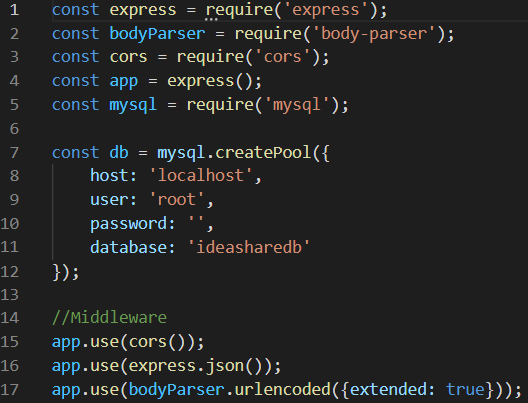 1 const express = require('express');
2 const bodyParser = require('body-parser');
3 const cors = require('cors');
4 const app = express();
5 const mysql = require('mysql');
6
7 const db = mysql.createPool({
8     host: 'localhost',
9     user: 'root',
10     password: '',
11     database: 'ideasharedb'
12 });
13
14 //Middleware
15 app.use(cors());
16 app.use(express.json());
17 app.use(bodyParser.urlencoded({extended: true}));